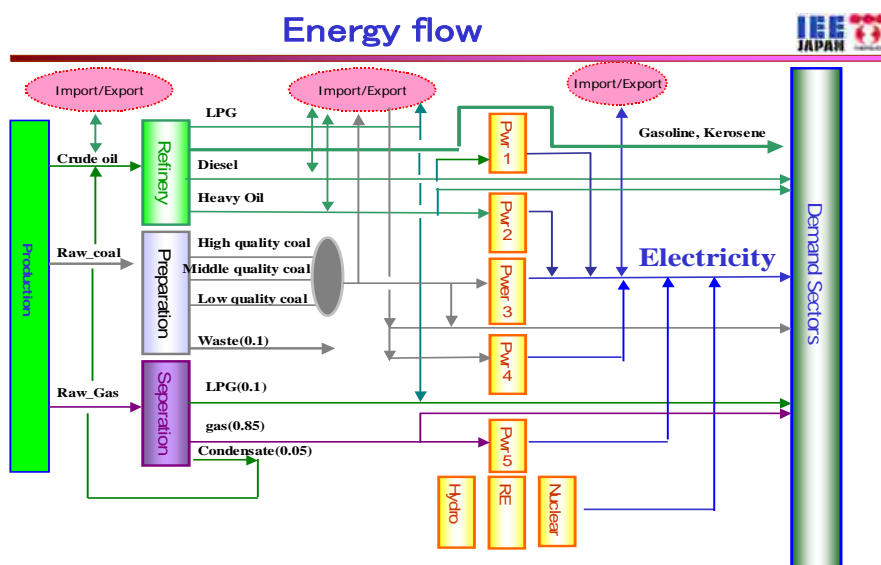 Energy flow
IEE
JAPAN
Import/Export
Import/Export
Import/Export
LPG
Gasoline, Kerosene
Crude oil
Refinery
Diesel
Heavy Oil
Pwr 1
Pwr 2
Production
Raw_coal
Preparation
High quality coal
Middle quality coal
Low quality coal
Waste(0.1)
Electricity
Pwer 3
Pwr 4
Demand Sectors
Raw_Gas
Seperation
LPG(0.1)
gas(0.85)
Condensate(0.05)
Pwr 5
Hydro
RE
Nuclear